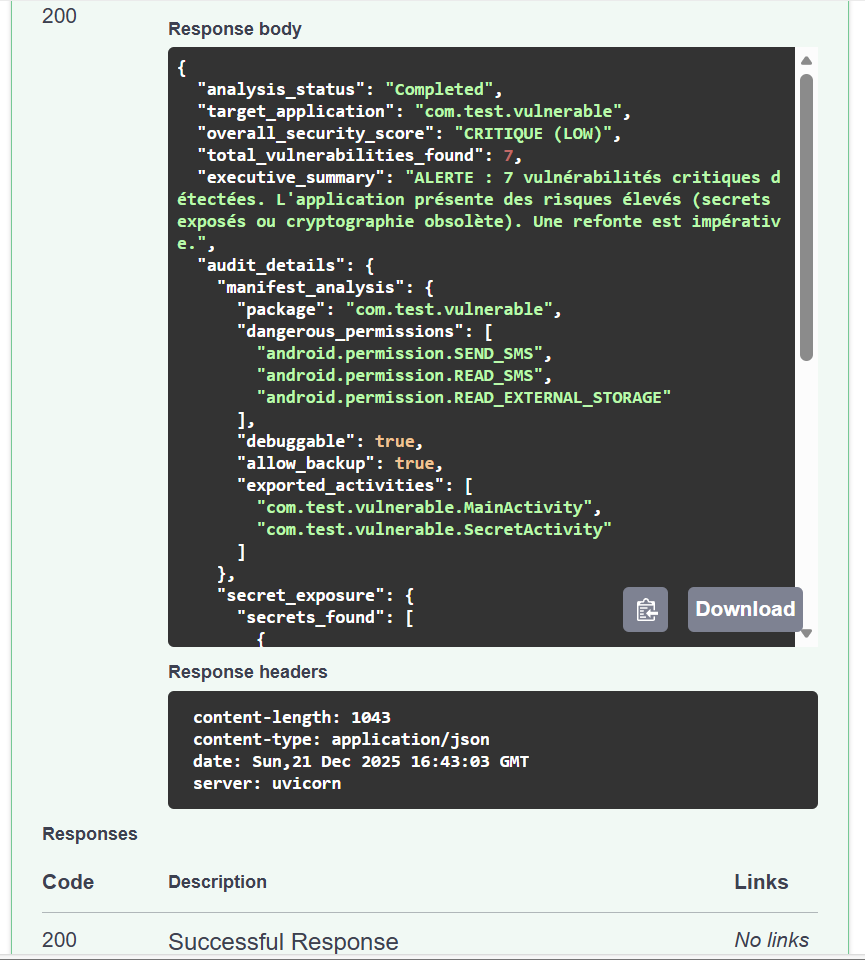 200
Response body
{
  "analysis_status": "Completed",
  "target_application": "com.test.vulnerable",
  "overall_security_score": "CRITIQUE (LOW)",
  "total_vulnerabilities_found": 7,
  "executive_summary": "ALERTE : 7 vulnérabilités critiques d
étectées. L'application présente des risques élevés (secrets
exposés ou cryptographie obsolète). Une refonte est impérativ
e.",
  "audit_details": {
    "manifest_analysis": {
      "package": "com.test.vulnerable",
      "dangerous_permissions": [
        "android.permission.SEND_SMS",
        "android.permission.READ_SMS",
        "android.permission.READ_EXTERNAL_STORAGE"
      ],
      "debuggable": true,
      "allow_backup": true,
      "exported_activities": [
        "com.test.vulnerable.MainActivity",
        "com.test.vulnerable.SecretActivity"
      ]
    },
    "secret_exposure": {
      "secrets_found": [
        {
Download
Response headers
content-length: 1043
content-type: application/json
date: Sun,21 Dec 2025 16:43:03 GMT
server: uvicorn
Responses
Code Description Links
200 Successful Response No links